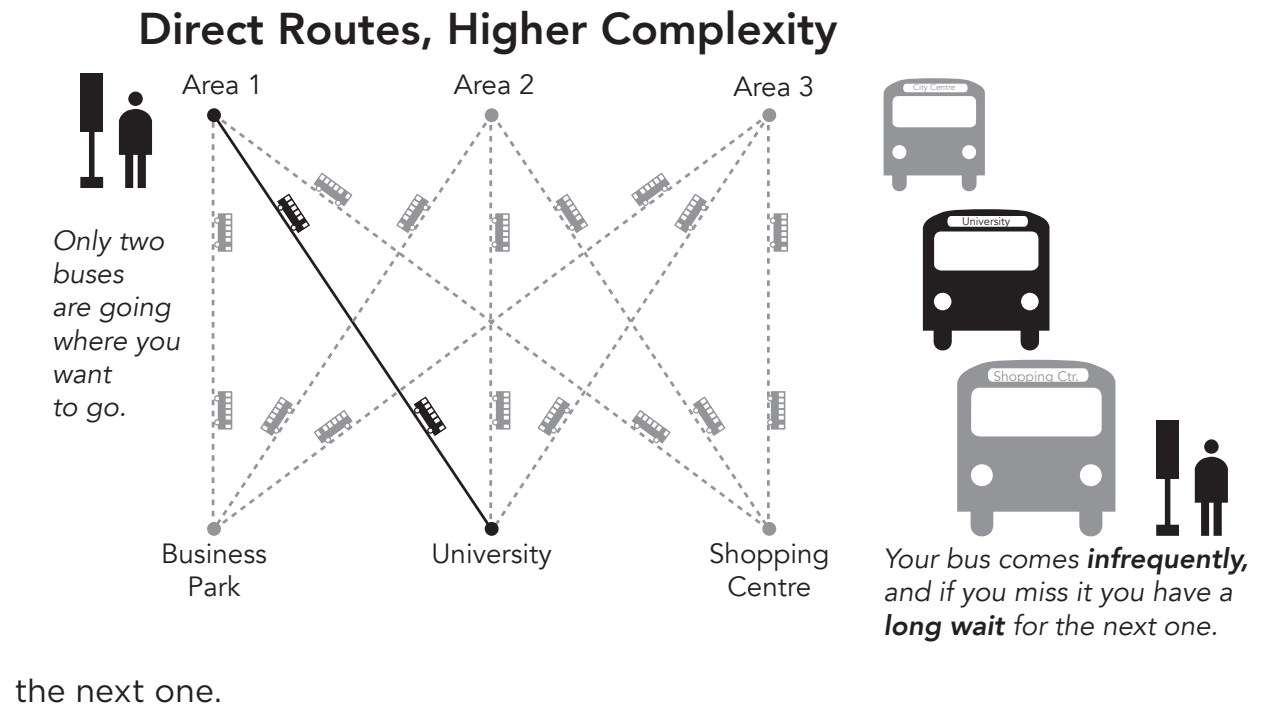 Direct Routes, Higher Complexity
Area 1
Area 2
Area 3
Only two
buses
are going
where you
want
to go.
Business
Park
University
Shopping
Centre
City Centre
University
Shopping Ctr.
Your bus comes infrequently,
and if you miss it you have a
long wait for the next one.
the next one.